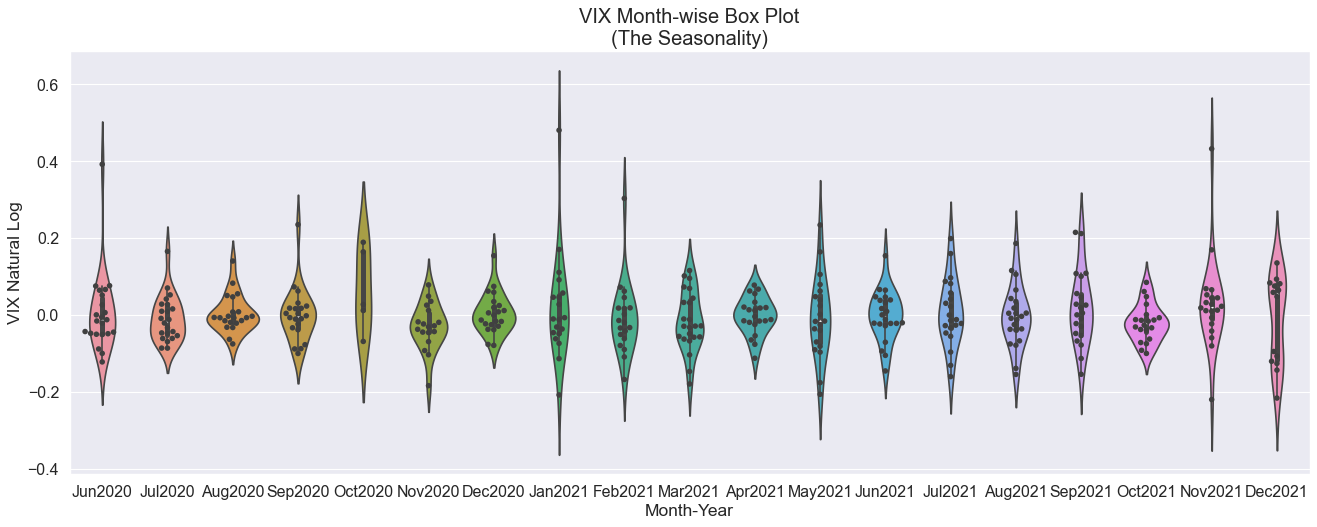 VIX Month-wise Box Plot
(The Seasonality)
VIX Natural Log
0.6
0.4
0.2
0.0
−0.2
−0.4
Jun2020 Jul2020 Aug2020 Sep2020 Oct2020 Nov2020 Dec2020 Jan2021 Feb2021 Mar2021 Apr2021 May2021 Jun2021 Jul2021 Aug2021 Sep2021 Oct2021 Nov2021 Dec2021
Month-Year